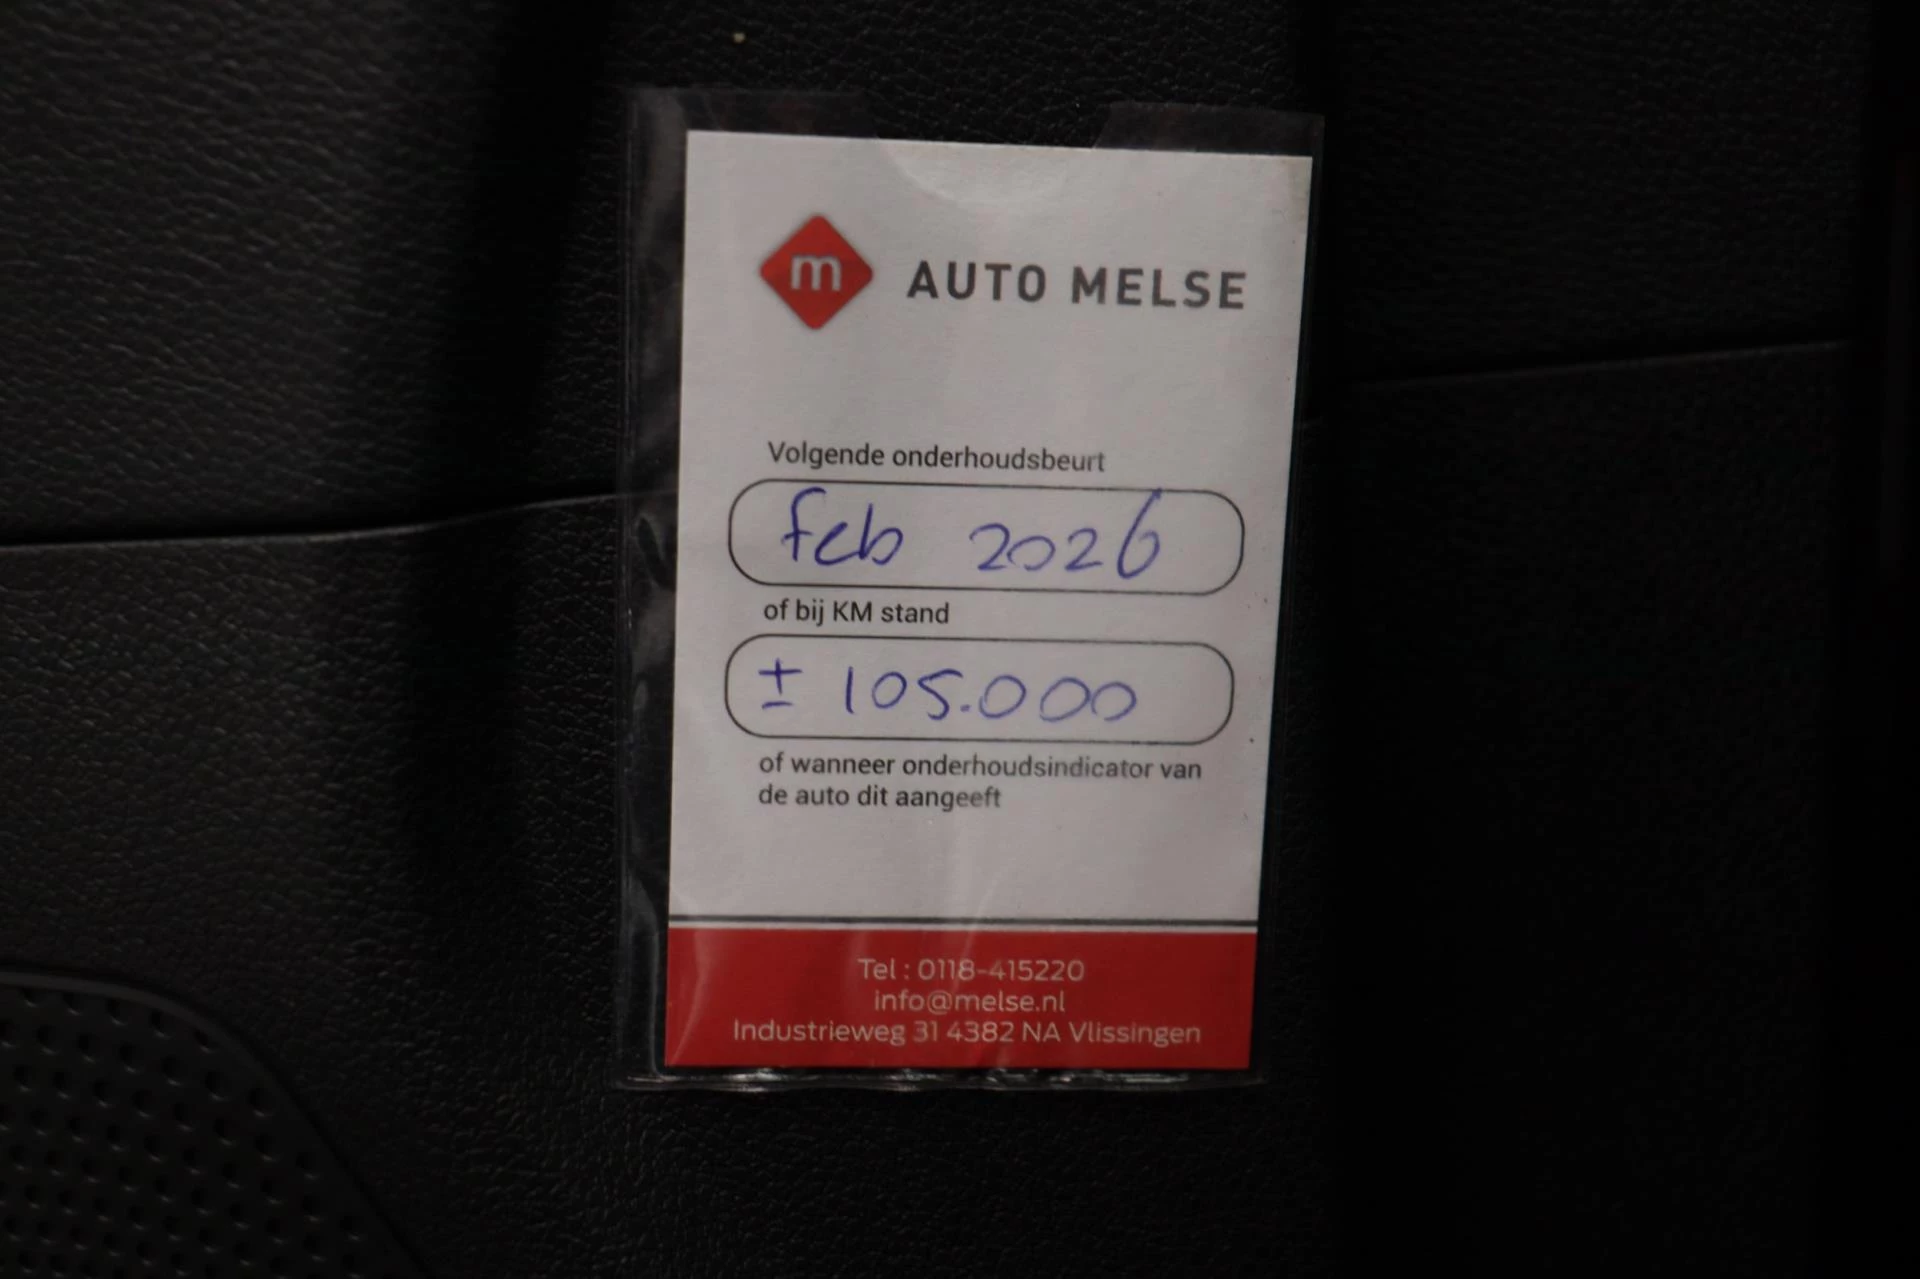 m AUTO MELSE
Volgende onderhoudsbeurt
feb 2026
of bij KM stand
± 105.000
of wanneer onderhoudsindicator van
de auto dit aangeeft
Tel : 0118-415220
info@melse.nl
Industrieweg 31 4382 NA Vlissingen